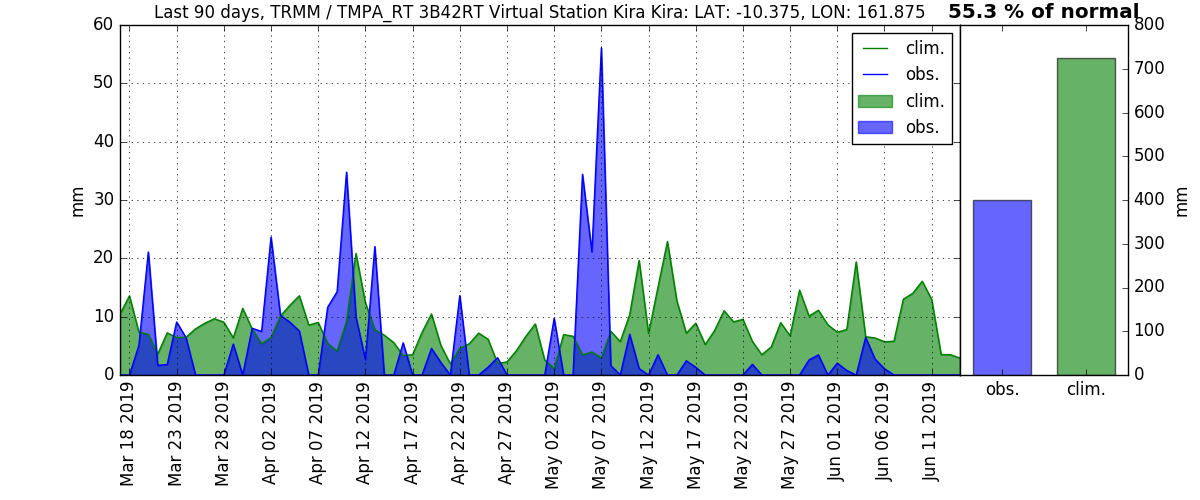 Last 90 days, TRMM / TMPA_RT 3B42RT Virtual Station Kira Kira: LAT: -10.375, LON: 161.875
55.3 % of normal
mm
60
50
40
30
20
10
0
clim.
obs.
clim.
obs.
Mar 18 2019
Mar 23 2019
Mar 28 2019
Apr 02 2019
Apr 07 2019
Apr 12 2019
Apr 17 2019
Apr 22 2019
Apr 27 2019
May 02 2019
May 07 2019
May 12 2019
May 17 2019
May 22 2019
May 27 2019
Jun 01 2019
Jun 06 2019
Jun 11 2019
800
700
600
500
400
300
200
100
0
mm
obs.
clim.